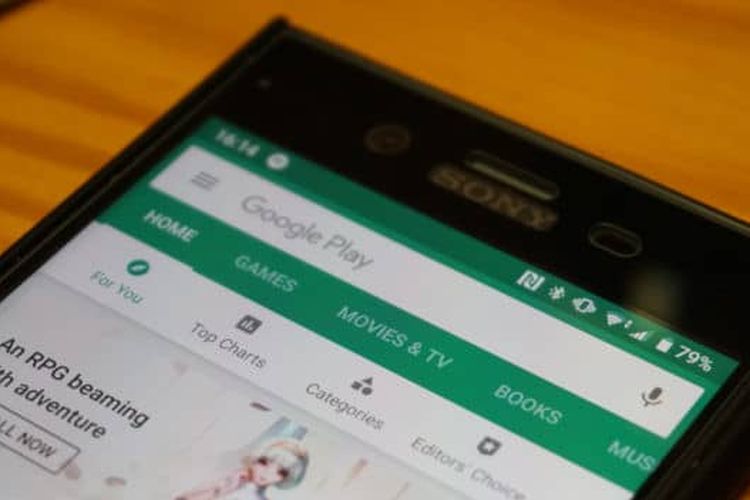 SONY
16:14
79%
Google Play
HOME GAMES MOVIES & TV BOOKS MUS
For You Top Charts Categories Editors' Choice
An RPG beaming
th adventure
LL NOW